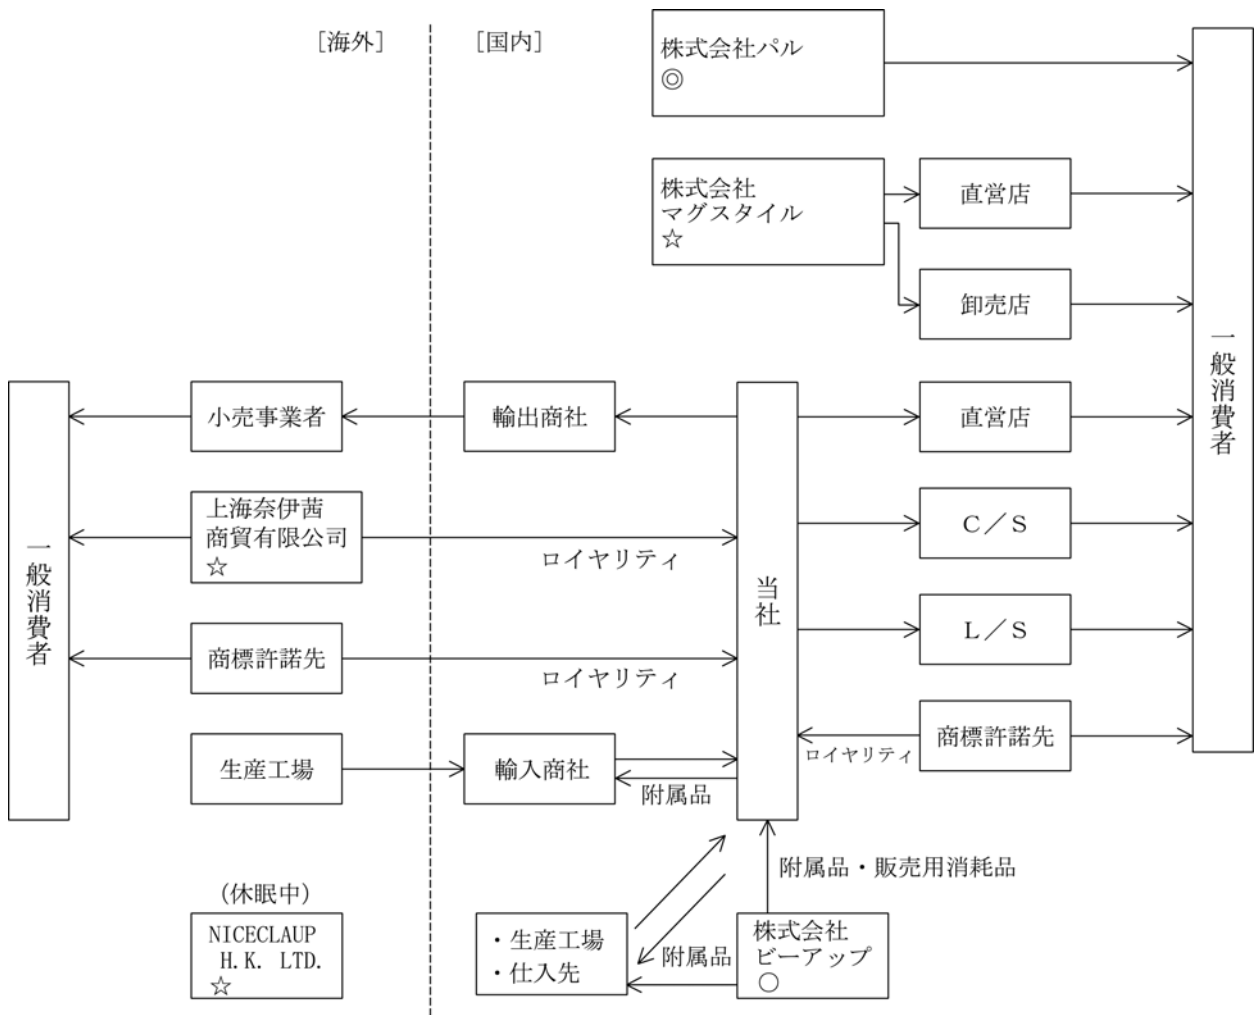 [海外]
[国内]
株式会社パル
◎
株式会社
マグスタイル
☆
直営店
卸売店
一般消費者
一般消費者
小売事業者
輸出商社
当社
直営店
上海奈伊茜
商貿有限公司
☆
ロイヤリティ
C/S
商標許諾先
ロイヤリティ
L/S
生産工場
輸入商社
附属品
商標許諾先
ロイヤリティ
(休眠中)
NICECLAUP
H.K. LTD.
☆
・生産工場
・仕入先
附属品
附属品・販売用消耗品
株式会社
ビーアップ
○